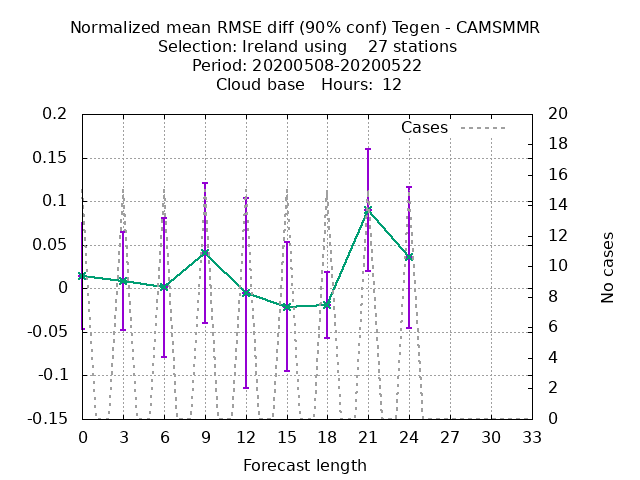 Normalized mean RMSE diff (90% conf) Tegen - CAMSMMR
Selection: Ireland using 27 stations
Period: 20200508-20200522
Cloud base Hours: 12
Cases
0.2
0.15
0.1
0.05
0
-0.05
-0.1
-0.15
20
18
16
14
12
10
8
6
4
2
0
No cases
0 3 6 9 12 15 18 21 24 27 30 33
Forecast length